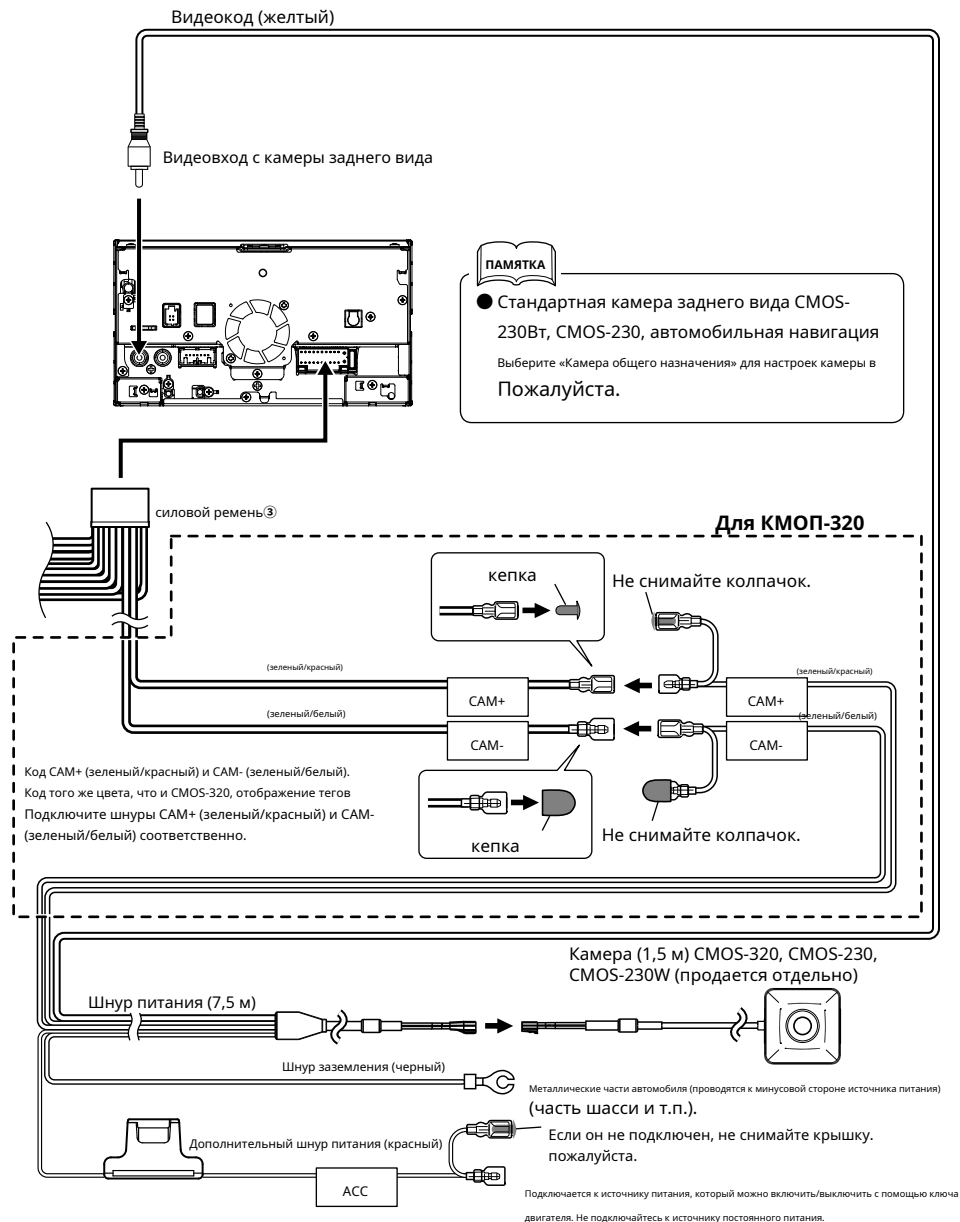 Видеокод (желтый)
Видеовход с камеры заднего вида
ПАМЯТКА
● Стандартная камера заднего вида CMOS-
230Вт, CMOS-230, автомобильная навигация
Выберите «Камера общего назначения» для настроек камеры в
Пожалуйста.
силовой ремень③
Для КМОП-320
кепка
Не снимайте колпачок.
(зеленый/красный)
(зеленый/красный)
CAM+
CAM+
(зеленый/белый)
(зеленый/белый)
CAM-
CAM-
Код CAM+ (зеленый/красный) и CAM- (зеленый/белый).
Код того же цвета, что и CMOS-320, отображение тегов
Подключите шнуры CAM+ (зеленый/красный) и CAM-
(зеленый/белый) соответственно.
кепка
Не снимайте колпачок.
Камера (1,5 м) CMOS-320, CMOS-230,
CMOS-230W (продается отдельно)
Шнур питания (7,5 м)
Шнур заземления (черный)
Металлические части автомобиля (проводятся к минусовой стороне источника питания)
(часть шасси и т.п.).
Дополнительный шнур питания (красный)
Если он не подключен, не снимайте крышку.
пожалуйста.
ACC
Подключается к источнику питания, который можно включить/выключить с помощью ключа
двигателя. Не подключайтесь к источнику постоянного питания.